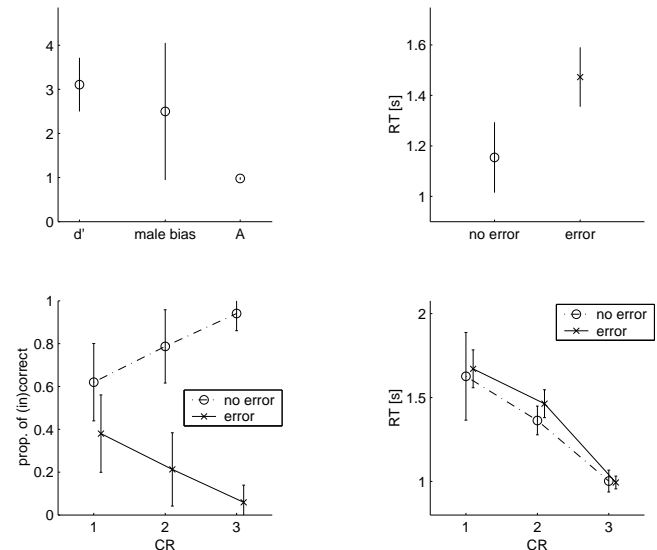 4
3
2
1
0
d'
male bias
A
RT [s]
1.6
1.4
1.2
1
no error
error
prop. of (in)correct
1
0.8
0.6
0.4
0.2
0
no error
error
1
2
3
CR
RT [s]
2
1.5
1
no error
error
1
2
3
CR